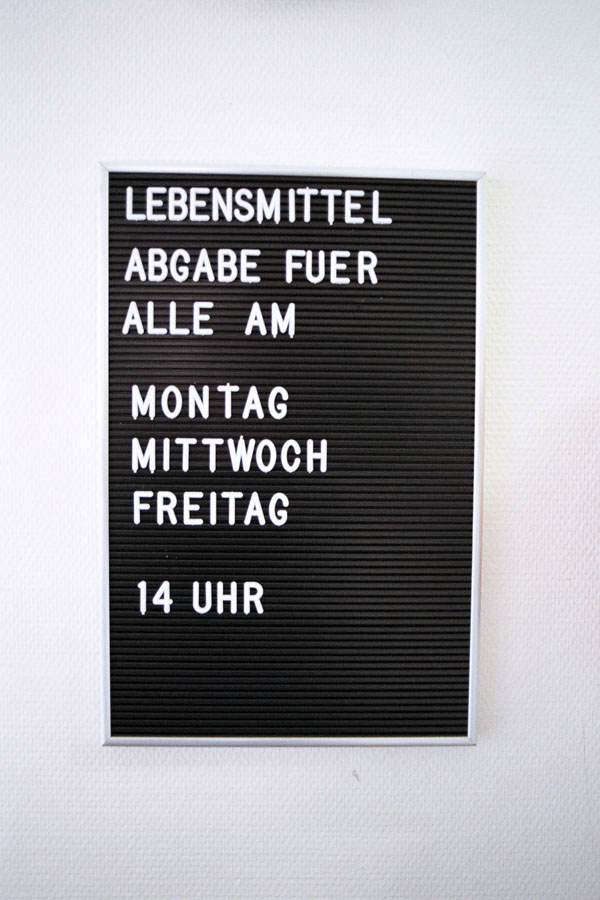 LEBENSMITTEL
ABGABE FUER
ALLE AM
MONTAG
MITTWOCH
FREITAG
14 UHR